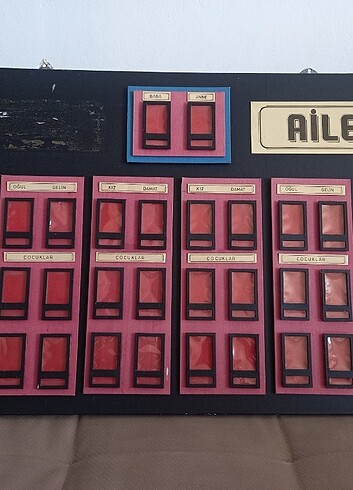 BABA ANNE
AİLE
OĞUL GELİN
KIZ DAMAT
KIZ DAMAT
OĞUL GELİN
ÇOCUKLAR
ÇOCUKLAR
ÇOCUKLAR
ÇOCUKLAR